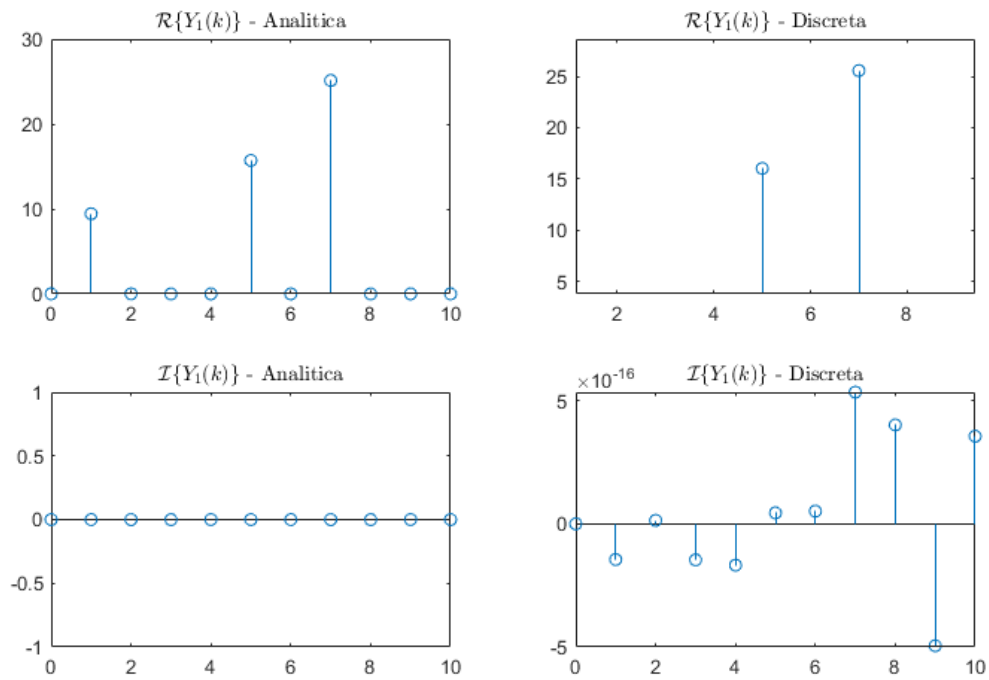 ℛ{Y₁(k)} - Analitica
30
20
10
0
0 2 4 6 8 10
ℛ{Y₁(k)} - Discreta
25
20
15
10
5
2 4 6 8
ℐ{Y₁(k)} - Analitica
1
0.5
0
-0.5
-1
0 2 4 6 8 10
×10⁻¹⁶ ℐ{Y₁(k)} - Discreta
5
0
-5
0 2 4 6 8 10